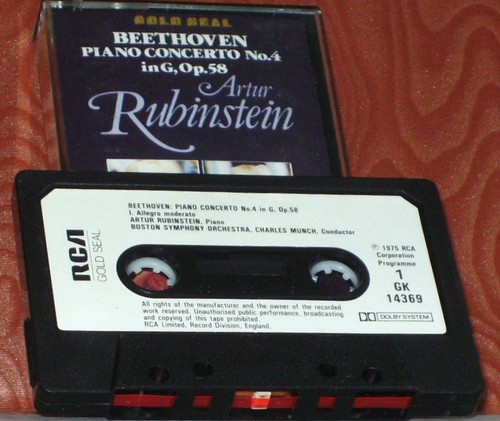 GOLD SEAL
BEETHOVEN
PIANO CONCERTO No.4
in G, Op.58
Artur
Rubinstein
RCA
GOLD SEAL
BEETHOVEN: PIANO CONCERTO No.4 in G, Op.58
I. Allegro moderato
ARTUR RUBINSTEIN, Piano
BOSTON SYMPHONY ORCHESTRA, CHARLES MUNCH, Conductor
℗ 1975 RCA
Corporation
Programme
1
GK
14369
All rights of the manufacturer and the owner of the recorded
work reserved. Unauthorised public performance, broadcasting
and copying of this tape prohibited.
RCA Limited, Record Division, England.
DOLBY SYSTEM